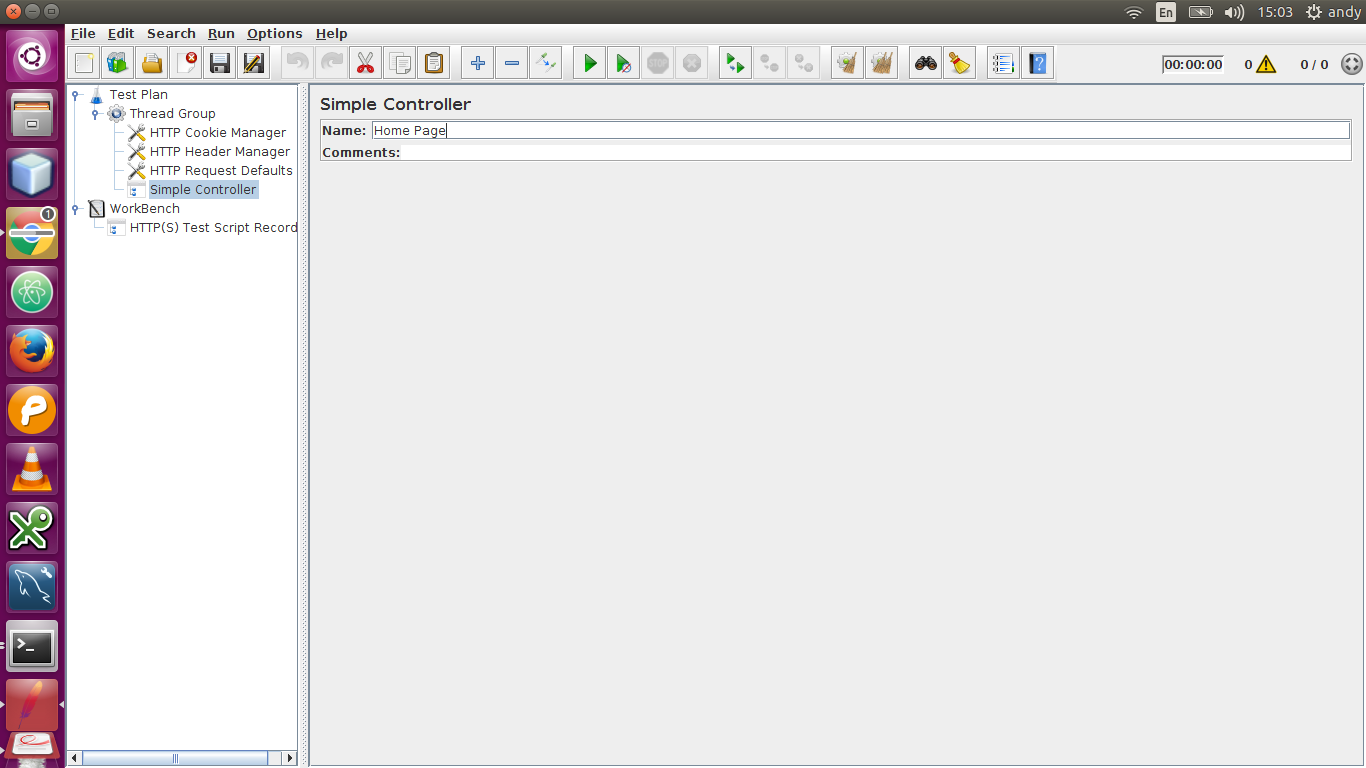 En 15:03 andy
File Edit Search Run Options Help
STOP 00:00:00 0 0 / 0
Test Plan
Thread Group
HTTP Cookie Manager
HTTP Header Manager
HTTP Request Defaults
Simple Controller
WorkBench
HTTP(S) Test Script Record
Simple Controller
Name: Home Page
Comments:
1